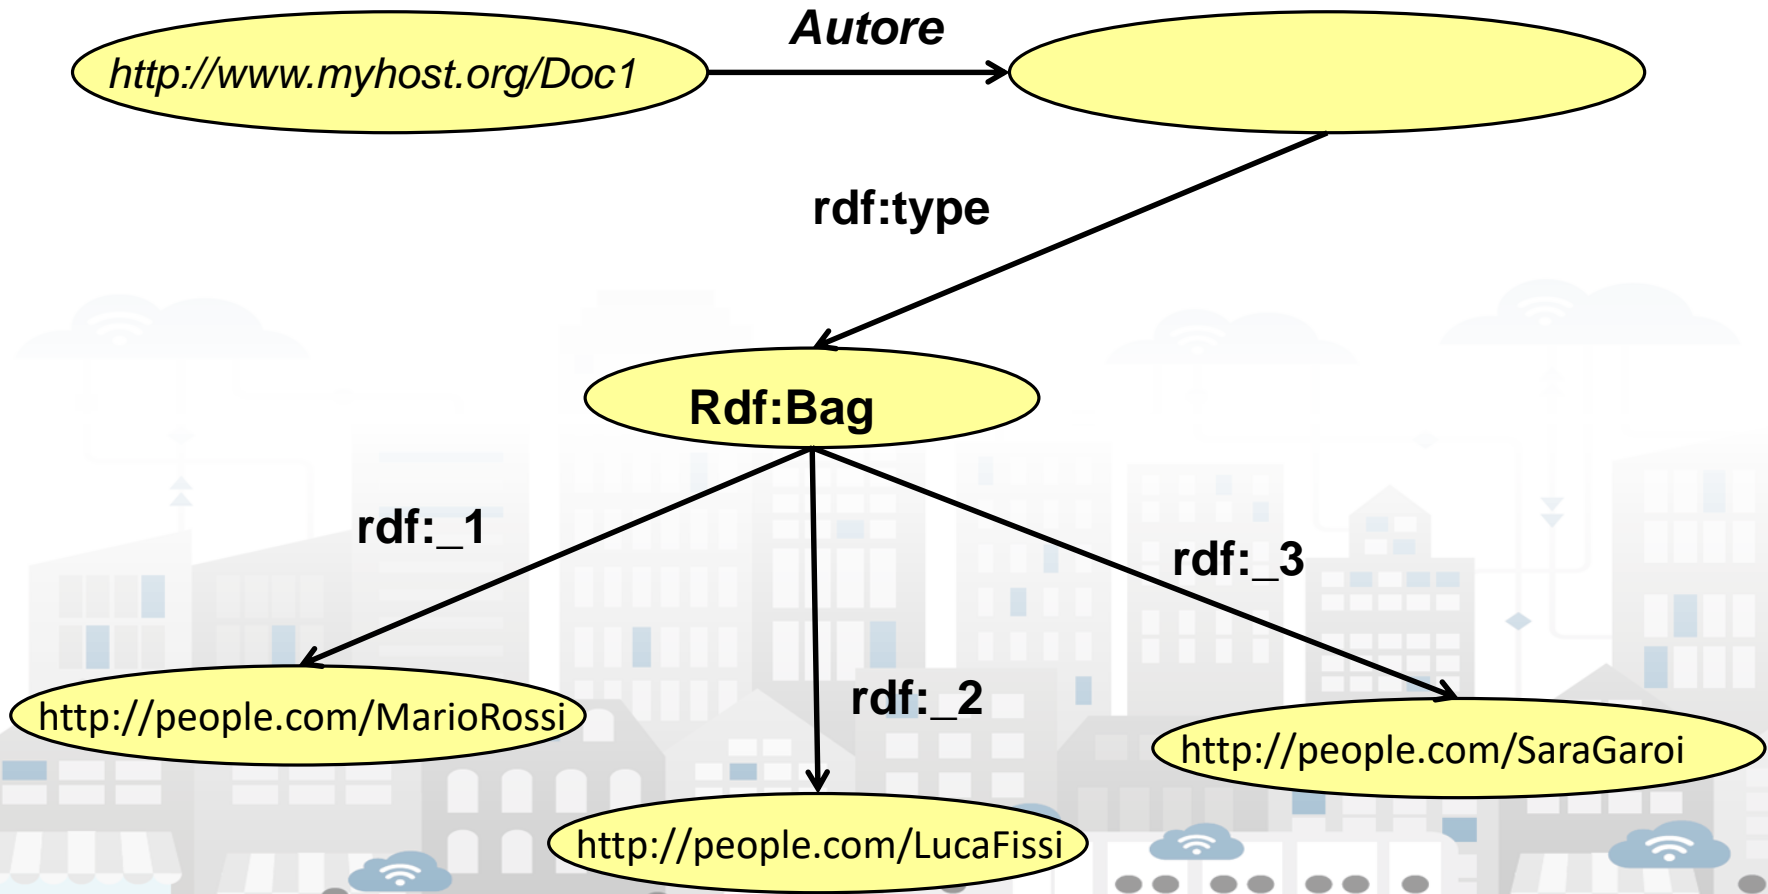 Autore
http://www.myhost.org/Doc1
rdf:type
Rdf:Bag
rdf:_1
rdf:_3
rdf:_2
http://people.com/MarioRossi
http://people.com/SaraGaroi
http://people.com/LucaFissi